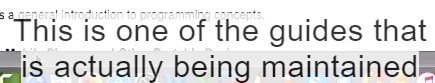 s a general introduction to programming concepts.
This is one of the guides that
is actually being maintained